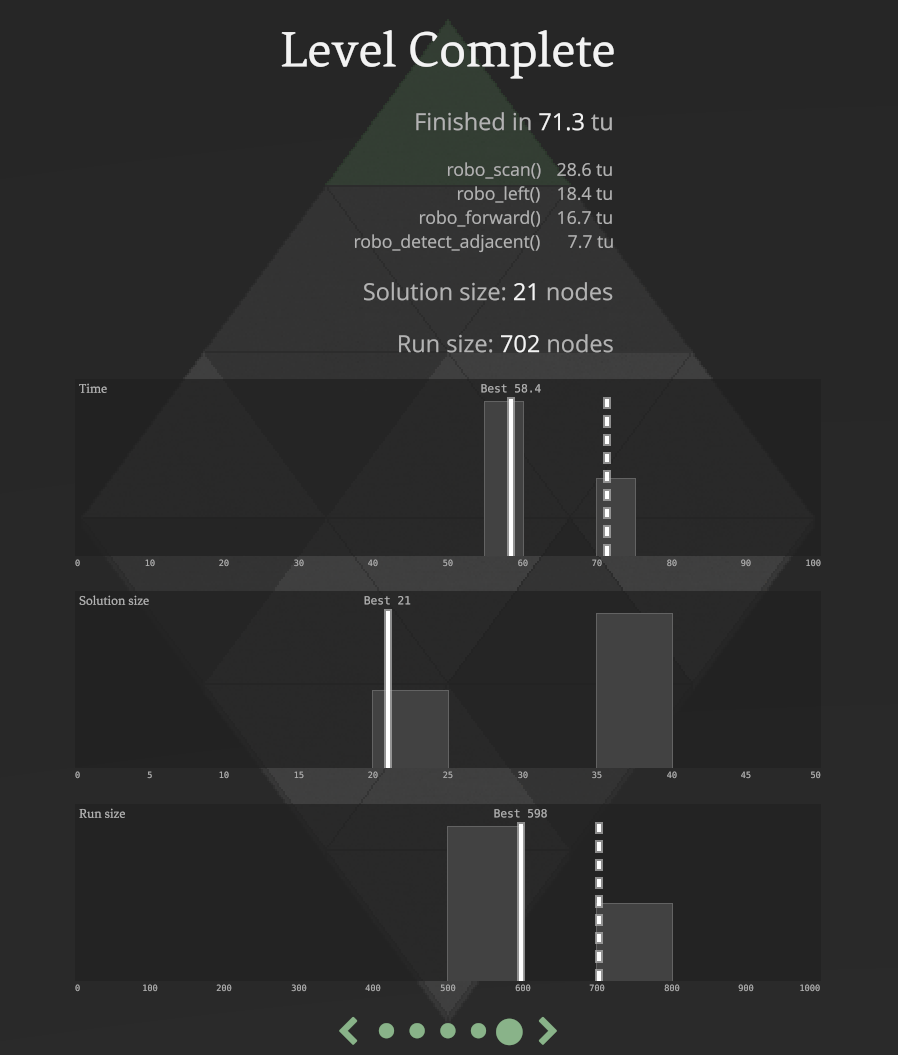 Level Complete
Finished in 71.3 tu
robo_scan() 28.6 tu
robo_left() 18.4 tu
robo_forward() 16.7 tu
robo_detect_adjacent() 7.7 tu
Solution size: 21 nodes
Run size: 702 nodes
Time Best 58.4
0 10 20 30 40 50 60 70 80 90 100
Solution size Best 21
0 5 10 15 20 25 30 35 40 45 50
Run size Best 598
0 100 200 300 400 500 600 700 800 900 1000